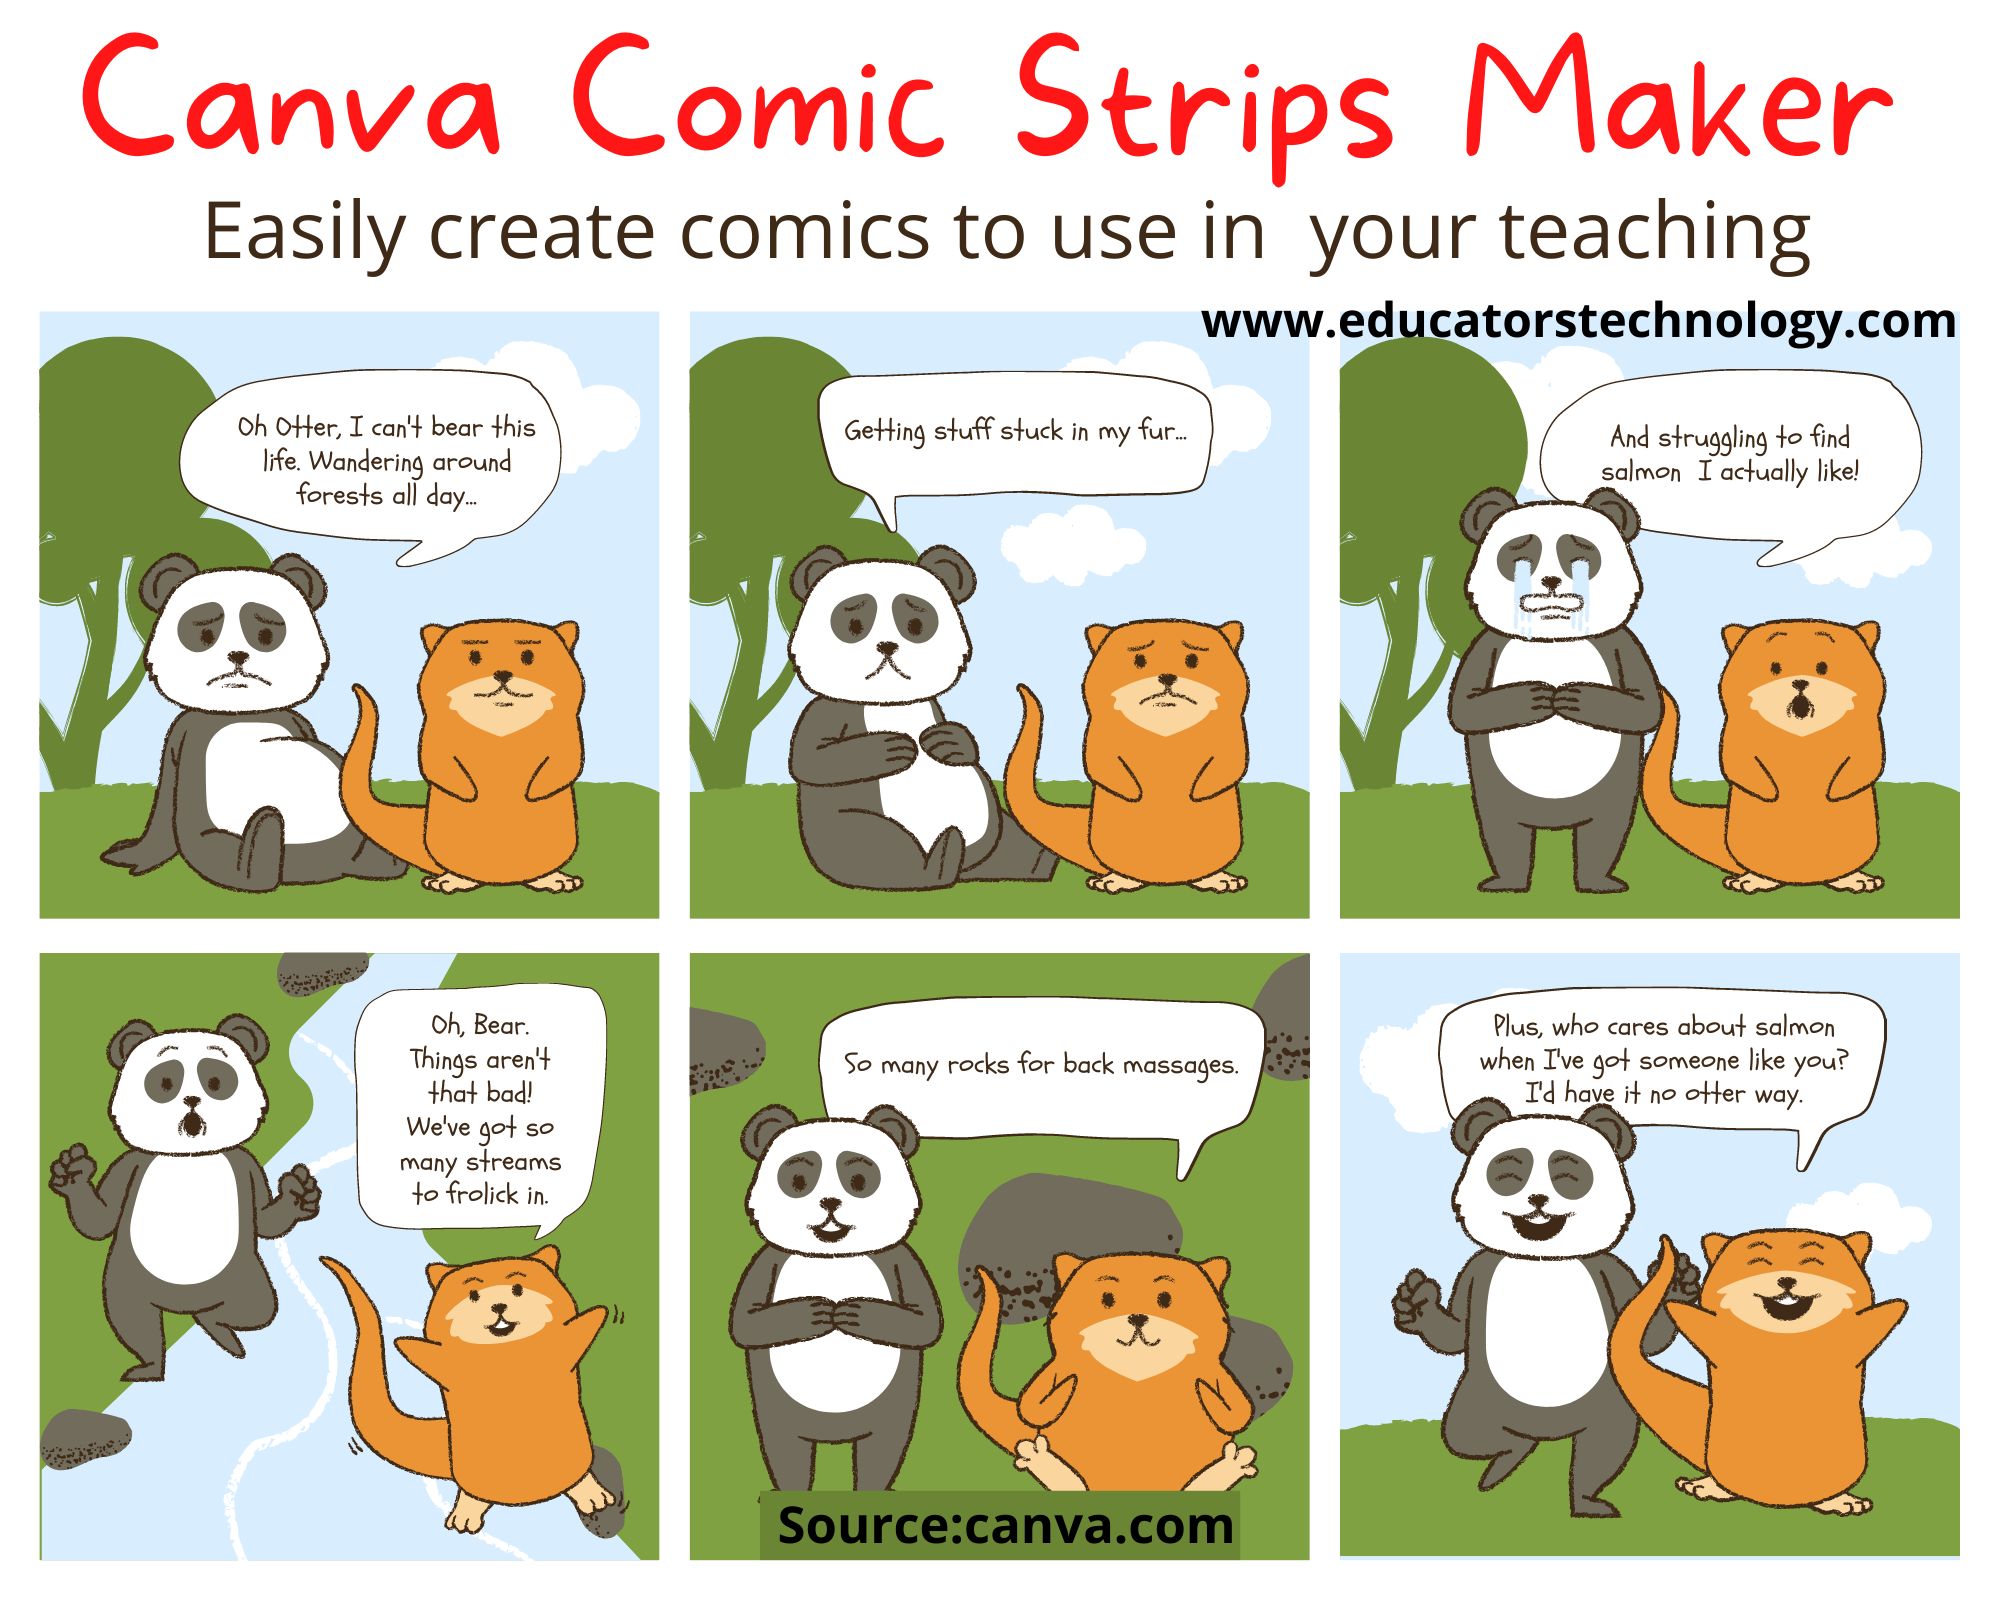 Canva Comic Strips Maker
Easily create comics to use in your teaching
www.educatorstechnology.com
Oh Otter, I can't bear this
life. Wandering around
forests all day...
Getting stuff stuck in my fur...
And struggling to find
salmon I actually like!
Oh, Bear.
Things aren't
that bad!
We've got so
many streams
to frolick in.
So many rocks for back massages.
Plus, who cares about salmon
when I've got someone like you?
I'd have it no otter way.
Source:canva.com